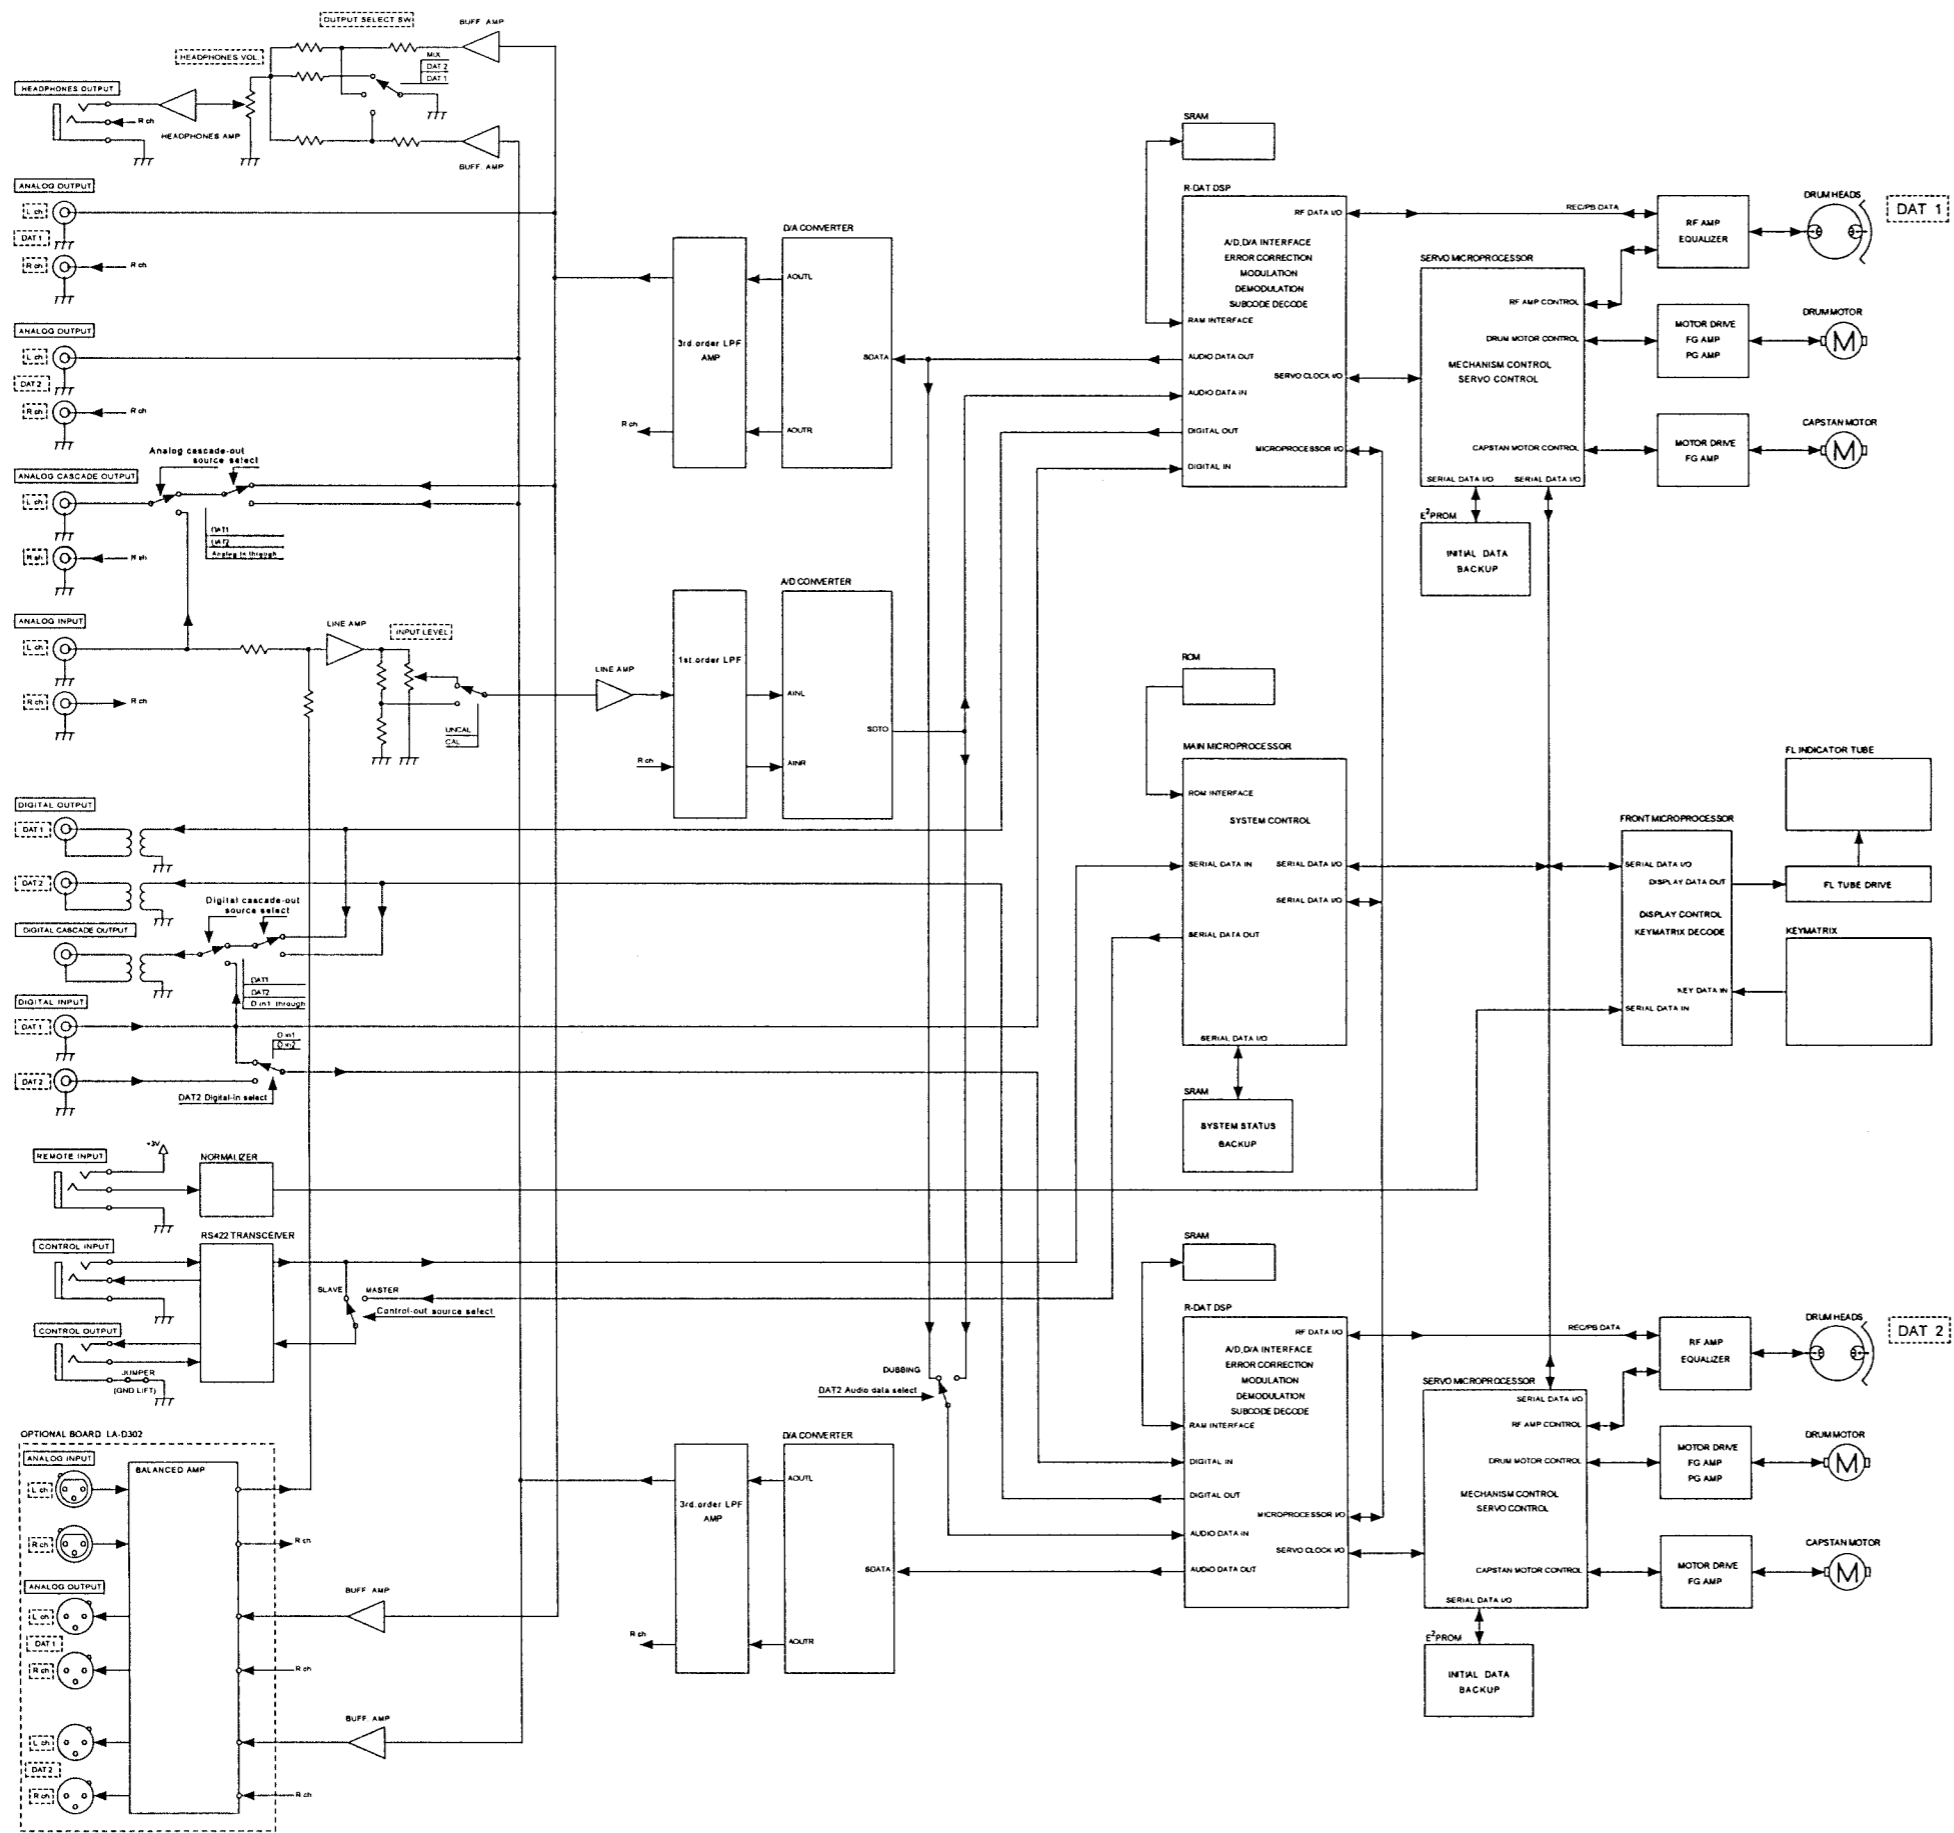 OUTPUT SELECT SW
BUFF. AMP
HEADPHONES VOL.
MIX
DAT 2
DAT 1
HEADPHONES OUTPUT
R ch
HEADPHONES AMP
BUFF. AMP
ANALOG OUTPUT
L ch
DAT 1
R ch
R ch
ANALOG OUTPUT
L ch
DAT 2
R ch
R ch
Analog cascade-out
source select
ANALOG CASCADE OUTPUT
L ch
DAT1
DAT2
Analog In through
R ch
R ch
ANALOG INPUT
L ch
LINE AMP
INPUT LEVEL
R ch
R ch
UNCAL
CAL
LINE AMP
R ch
DIGITAL OUTPUT
DAT 1
DAT 2
Digital cascade-out
source select
DIGITAL CASCADE OUTPUT
DAT1
DAT2
D in1 through
DIGITAL INPUT
DAT 1
D in1
D in2
DAT 2
DAT2 Digital-in select
+3V
REMOTE INPUT
NORMALIZER
RS422 TRANSCEIVER
CONTROL INPUT
SLAVE
MASTER
Control-out source select
CONTROL OUTPUT
JUMPER
(GND LIFT)
OPTIONAL BOARD LA-D302
ANALOG INPUT
BALANCED AMP
L ch
R ch
R ch
ANALOG OUTPUT
L ch
BUFF. AMP
DAT 1
R ch
R ch
L ch
BUFF. AMP
DAT 2
R ch
R ch
D/A CONVERTER
AOUTL
3rd.order LPF
AMP
SDATA
R ch
AOUTR
A/D CONVERTER
1st.order LPF
AINL
SDTO
AINR
DUBBING
DAT2 Audio data select
D/A CONVERTER
AOUTL
3rd.order LPF
AMP
SDATA
R ch
AOUTR
SRAM
R-DAT DSP
RF DATA I/O
A/D,D/A INTERFACE
ERROR CORRECTION
MODULATION
DEMODULATION
SUBCODE DECODE
RAM INTERFACE
AUDIO DATA OUT
SERVO CLOCK I/O
AUDIO DATA IN
DIGITAL OUT
MICROPROCESSOR I/O
DIGITAL IN
REC/PB DATA
RF AMP
EQUALIZER
DRUM HEADS
DAT 1
SERVO MICROPROCESSOR
RF AMP CONTROL
DRUM MOTOR CONTROL
MECHANISM CONTROL
SERVO CONTROL
CAPSTAN MOTOR CONTROL
SERIAL DATA I/O
SERIAL DATA I/O
MOTOR DRIVE
FG AMP
PG AMP
DRUM MOTOR
M
MOTOR DRIVE
FG AMP
CAPSTAN MOTOR
M
E2PROM
INITIAL DATA
BACKUP
ROM
MAIN MICROPROCESSOR
ROM INTERFACE
SYSTEM CONTROL
SERIAL DATA IN
SERIAL DATA I/O
SERIAL DATA I/O
SERIAL DATA OUT
SERIAL DATA I/O
SRAM
SYSTEM STATUS
BACKUP
FL INDICATOR TUBE
FRONT MICROPROCESSOR
SERIAL DATA I/O
DISPLAY DATA OUT
FL TUBE DRIVE
DISPLAY CONTROL
KEYMATRIX DECODE
KEYMATRIX
KEY DATA IN
SERIAL DATA IN
SRAM
R-DAT DSP
RF DATA I/O
A/D,D/A INTERFACE
ERROR CORRECTION
MODULATION
DEMODULATION
SUBCODE DECODE
RAM INTERFACE
DIGITAL IN
DIGITAL OUT
MICROPROCESSOR I/O
AUDIO DATA IN
SERVO CLOCK I/O
AUDIO DATA OUT
REC/PB DATA
RF AMP
EQUALIZER
DRUM HEADS
DAT 2
SERVO MICROPROCESSOR
SERIAL DATA I/O
RF AMP CONTROL
DRUM MOTOR CONTROL
MECHANISM CONTROL
SERVO CONTROL
CAPSTAN MOTOR CONTROL
SERIAL DATA I/O
MOTOR DRIVE
FG AMP
PG AMP
DRUM MOTOR
M
MOTOR DRIVE
FG AMP
CAPSTAN MOTOR
M
E2PROM
INITIAL DATA
BACKUP